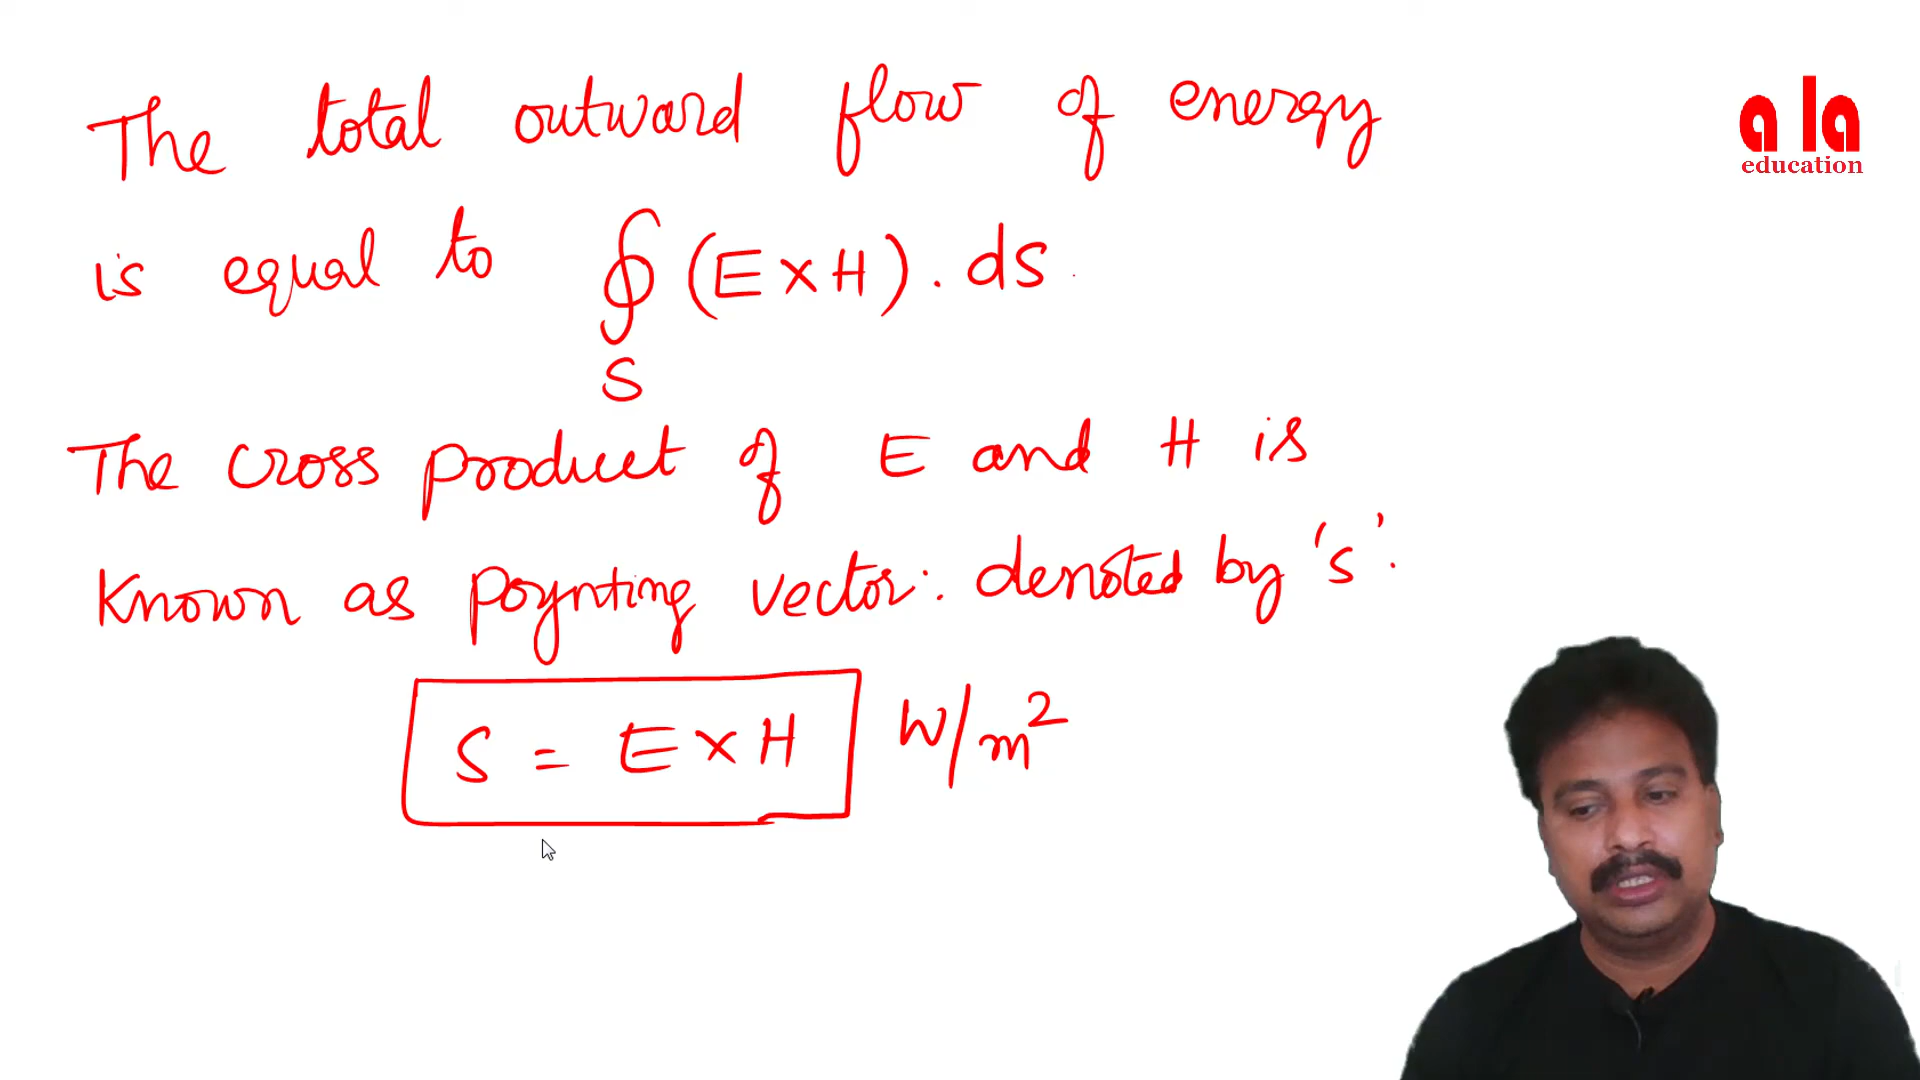 The total outward flow of energy
is equal to ∮ (E × H) . dS.
S
The cross product of E and H is
Known as poynting vector: denoted by 's'.
S = E × H W/m²
a la
education